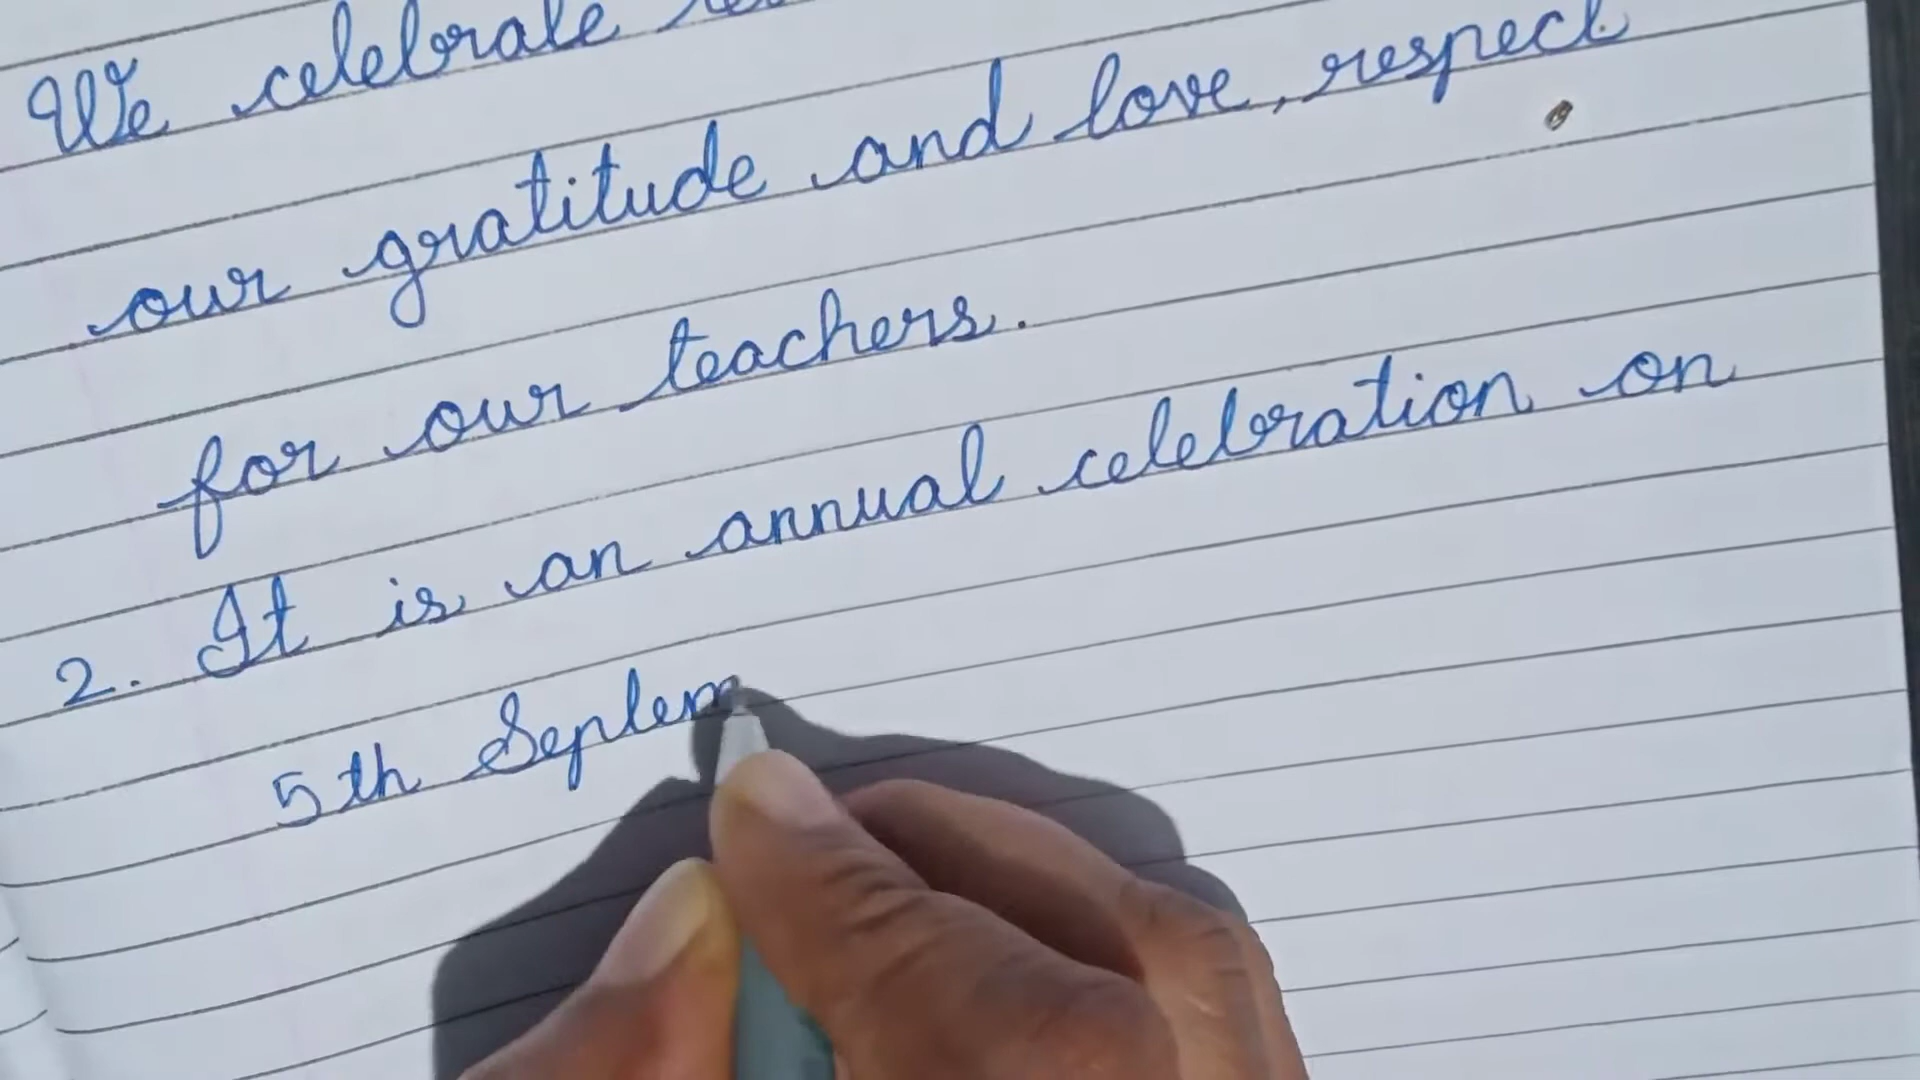 We celebrate
our gratitude and love, respect
for our teachers.
2. It is an annual celebration on
5th Septem